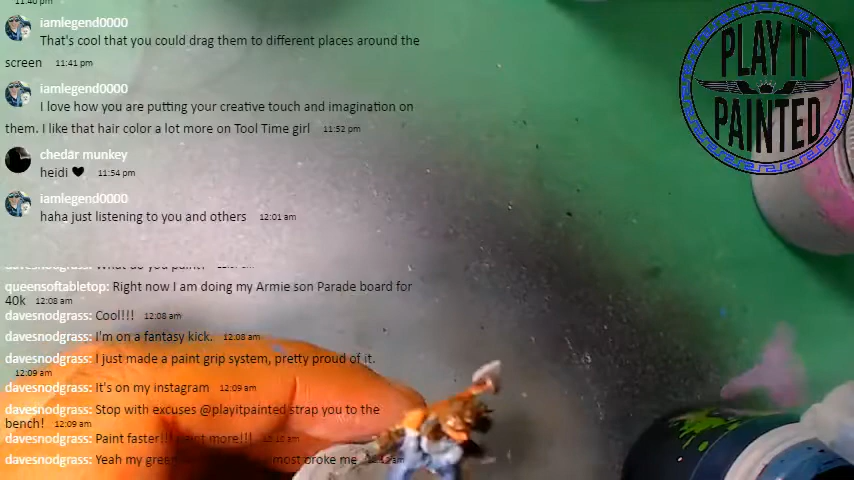 iamlegend0000
That's cool that you could drag them to different places around the
screen 11:41 pm
iamlegend0000
I love how you are putting your creative touch and imagination on
them. I like that hair color a lot more on Tool Time girl 11:52 pm
chedar munkey
heidi ♥ 11:54 pm
iamlegend0000
haha just listening to you and others 12:01 am
queensoftabletop: Right now I am doing my Armie son Parade board for
40k 12:08 am
davesnodgrass: Cool!!! 12:08 am
davesnodgrass: I'm on a fantasy kick. 12:08 am
davesnodgrass: I just made a paint grip system, pretty proud of it.
12:09 am
davesnodgrass: It's on my instagram 12:09 am
davesnodgrass: Stop with excuses @playitpainted strap you to the
bench! 12:09 am
davesnodgrass: Paint faster!!! more!!!
davesnodgrass: Yeah my broke me
PLAY IT
PAINTED